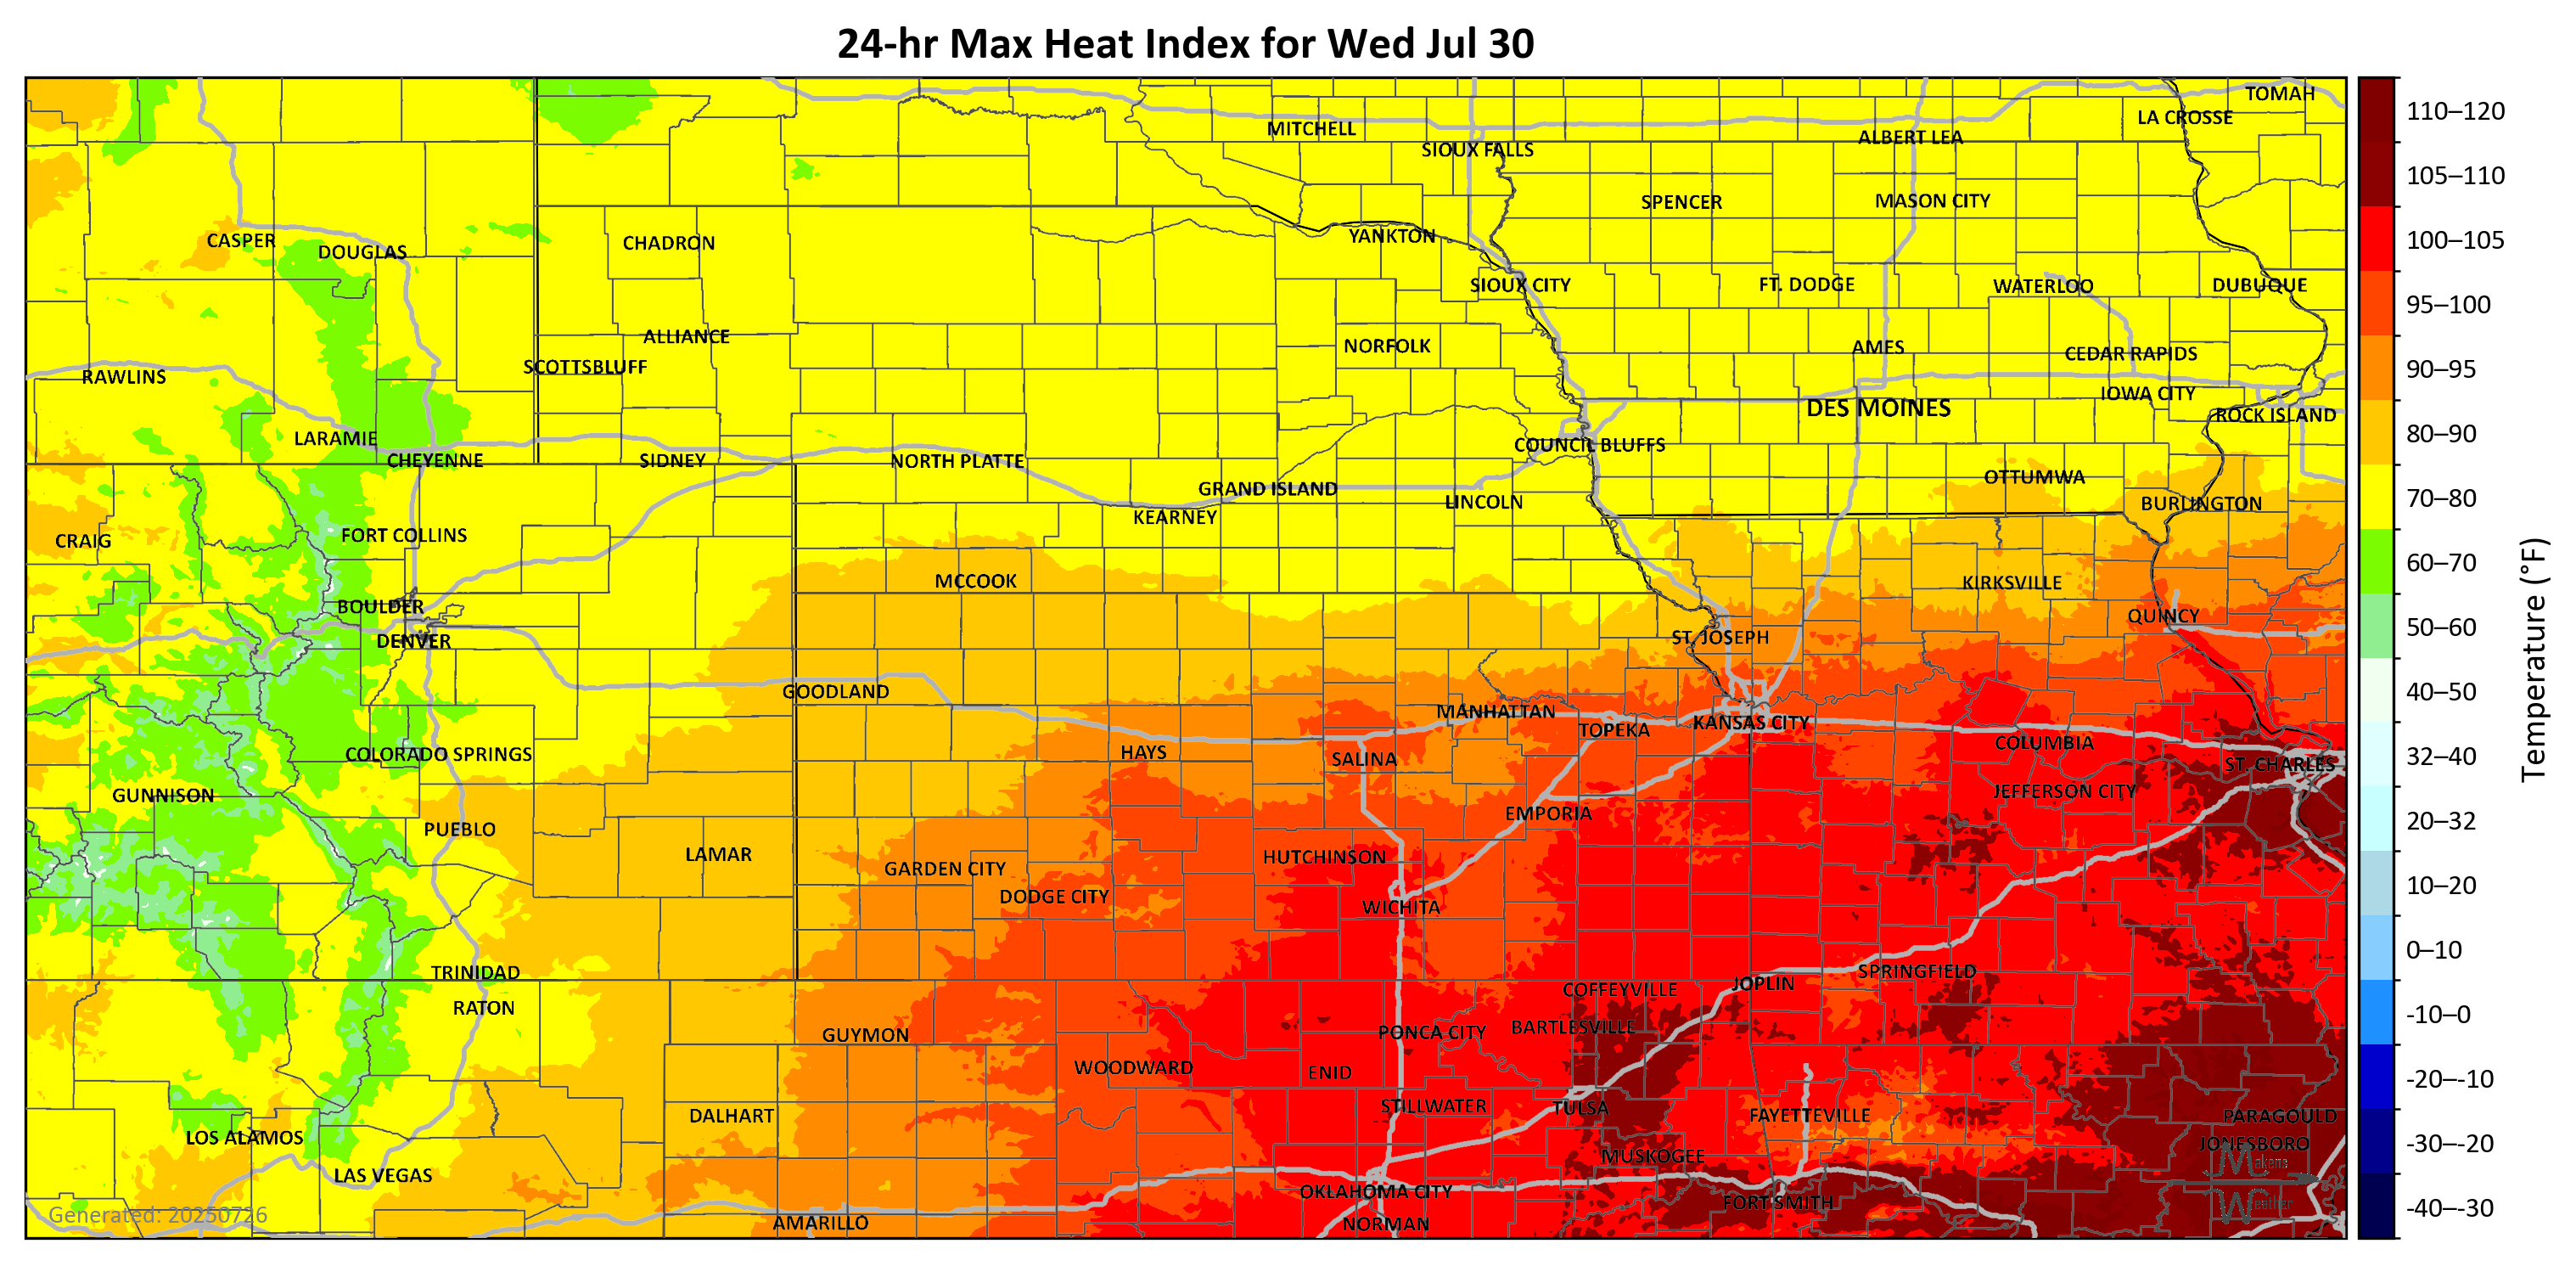 24-hr Max Heat Index for Wed Jul 30
TOMAH
LA CROSSE
MITCHELL
ALBERT LEA
SIOUX FALLS
SPENCER
MASON CITY
YANKTON
CASPER
CHADRON
DOUGLAS
SIOUX CITY
FT. DODGE
WATERLOO
DUBUQUE
ALLIANCE
NORFOLK
AMES
CEDAR RAPIDS
SCOTTSBLUFF
RAWLINS
IOWA CITY
DES MOINES
ROCK ISLAND
LARAMIE
COUNCIL BLUFFS
CHEYENNE
SIDNEY
NORTH PLATTE
OTTUMWA
GRAND ISLAND
LINCOLN
BURLINGTON
KEARNEY
FORT COLLINS
CRAIG
MCCOOK
KIRKSVILLE
BOULDER
QUINCY
DENVER
ST. JOSEPH
GOODLAND
MANHATTAN
KANSAS CITY
TOPEKA
COLUMBIA
HAYS
COLORADO SPRINGS
SALINA
ST. CHARLES
JEFFERSON CITY
GUNNISON
EMPORIA
PUEBLO
LAMAR
HUTCHINSON
GARDEN CITY
DODGE CITY
WICHITA
TRINIDAD
SPRINGFIELD
JOPLIN
COFFEYVILLE
RATON
BARTLESVILLE
PONCA CITY
GUYMON
WOODWARD
ENID
STILLWATER
TULSA
DALHART
FAYETTEVILLE
PARAGOULD
LOS ALAMOS
JONESBORO
MUSKOGEE
Makens
Weather
LAS VEGAS
OKLAHOMA CITY
FORT SMITH
AMARILLO
NORMAN
Generated: 20250726
110–120
105–110
100–105
95–100
90–95
80–90
70–80
60–70
50–60
40–50
32–40
20–32
10–20
0–10
-10–0
-20–-10
-30–-20
-40–-30
Temperature (°F)